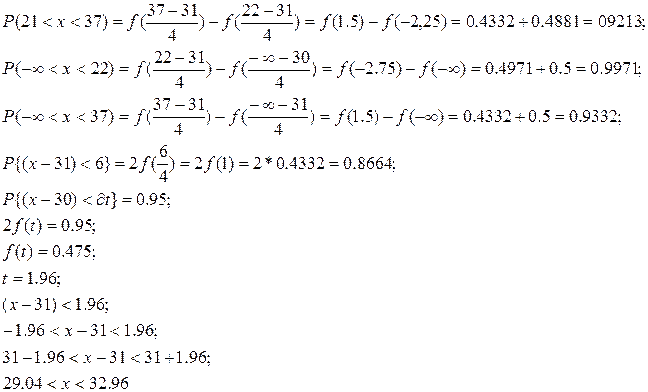 P(21 < x < 37) = f((37 − 31)/4) − f((22 − 31)/4) = f(1.5) − f(−2,25) = 0.4332 + 0.4881 = 09213;
P(−∞ < x < 22) = f((22 − 31)/4) − f((−∞ − 30)/4) = f(−2.75) − f(−∞) = 0.4971 + 0.5 = 0.9971;
P(−∞ < x < 37) = f((37 − 31)/4) − f((−∞ − 31)/4) = f(1.5) − f(−∞) = 0.4332 + 0.5 = 0.9332;
P{(x − 31) < 6} = 2f(6/4) = 2f(1) = 2 * 0.4332 = 0.8664;
P{(x − 30) < ĉt} = 0.95;
2f(t) = 0.95;
f(t) = 0.475;
t = 1.96;
(x − 31) < 1.96;
−1.96 < x − 31 < 1.96;
31 − 1.96 < x − 31 < 31 + 1.96;
29.04 < x < 32.96